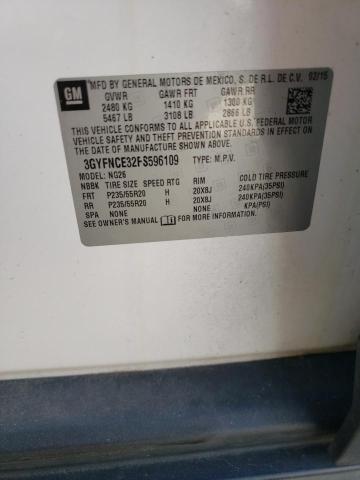 GM
MFD BY GENERAL MOTORS DE MEXICO, S. DE R.L. DE C.V. 02/15
GVWR GAWR FRT GAWR RR
2480 KG 1410 KG 1300 KG
5467 LB 3108 LB 2866 LB
THIS VEHICLE CONFORMS TO ALL APPLICABLE U.S. FEDERAL MOTOR
VEHICLE SAFETY AND THEFT PREVENTION STANDARDS IN EFFECT ON
THE DATE OF MANUFACTURE SHOWN ABOVE.
3GYFNCE32FS596109 TYPE: M.P.V.
MODEL: NG26
NBBK TIRE SIZE SPEED RTG RIM COLD TIRE PRESSURE
FRT P235/55R20 H 20X8J 240KPA(35PSI)
RR P235/55R20 H 20X8J 240KPA(35PSI)
SPA NONE NONE KPA(PSI)
SEE OWNER'S MANUAL FOR MORE INFORMATION